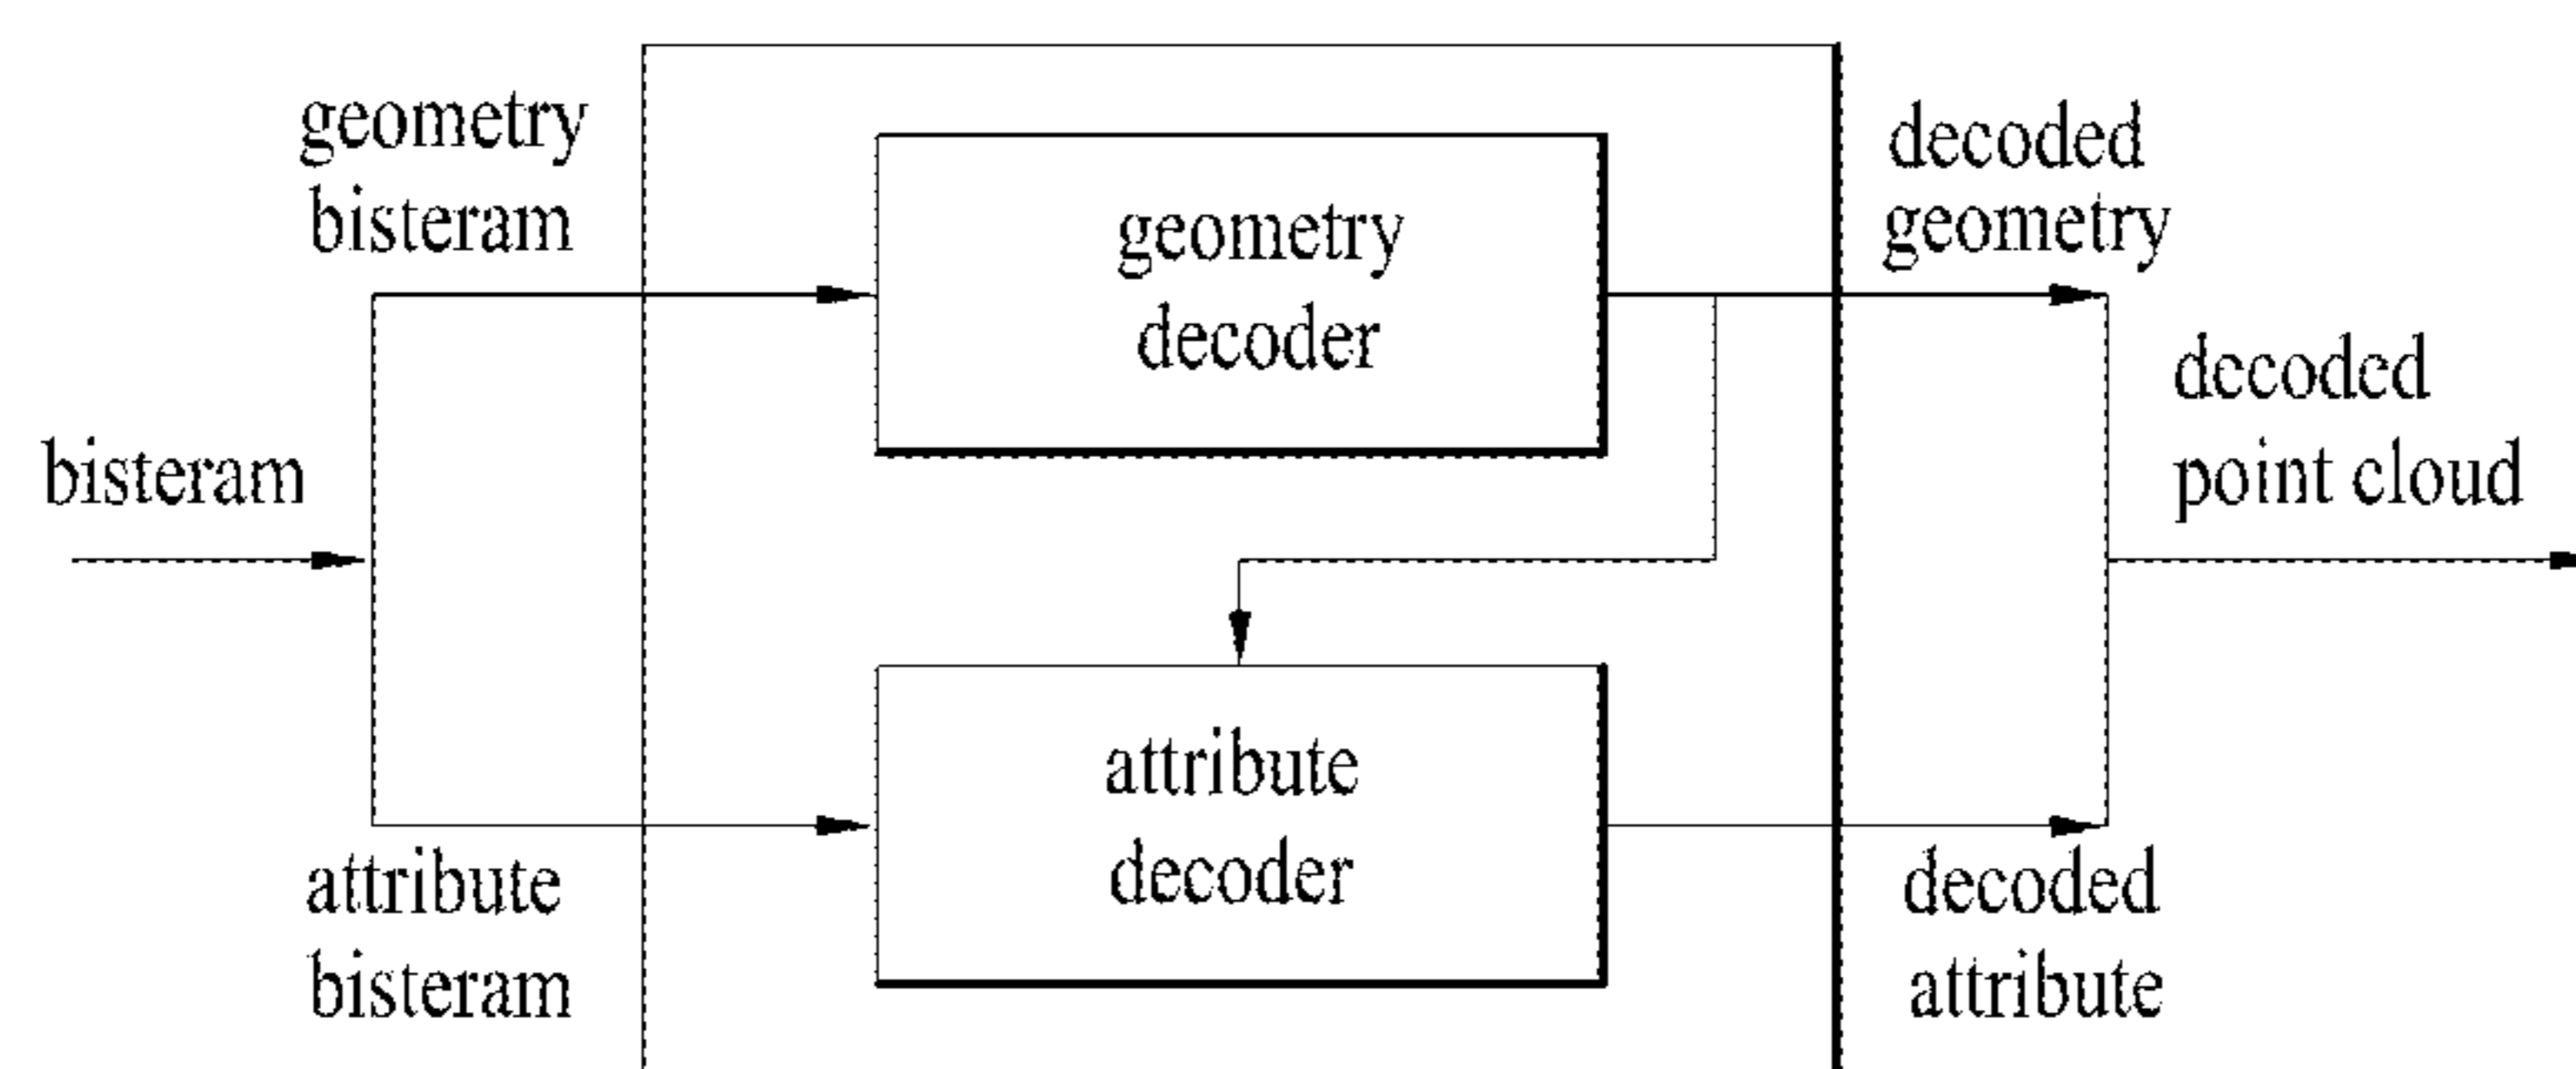 geometry
bisteram
bisteram
attribute
bisteram
geometry
decoder
attribute
decoder
decoded
geometry
decoded
point cloud
decoded
attribute